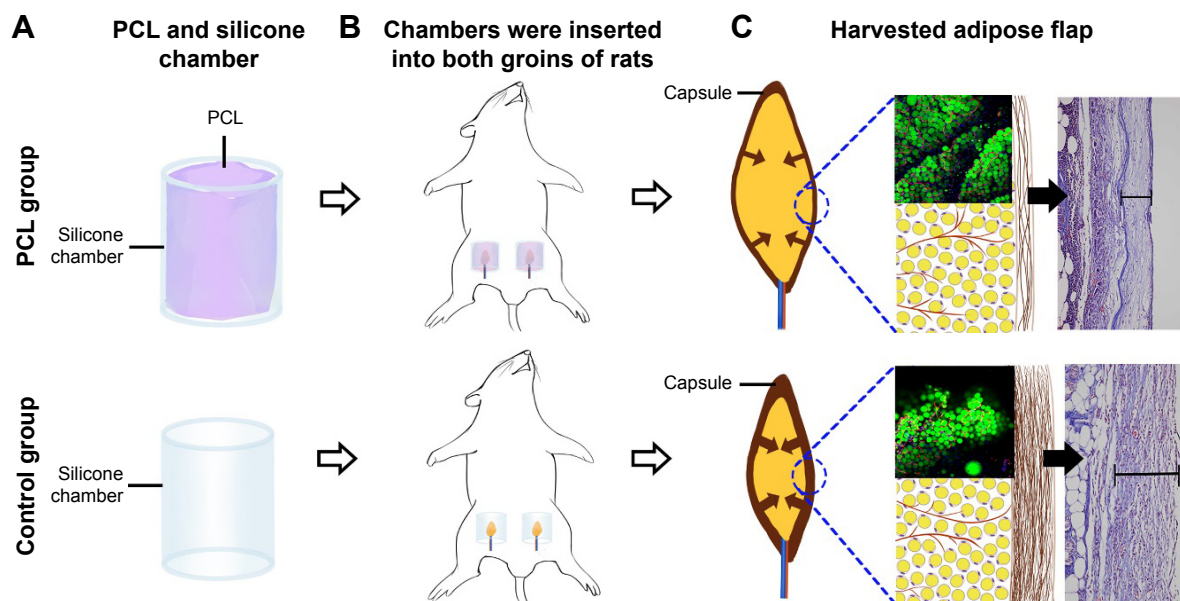 A
PCL and silicone
chamber
B
Chambers were inserted
into both groins of rats
C
Harvested adipose flap
PCL group
PCL
Silicone
chamber
Capsule
Control group
Silicone
chamber
Capsule